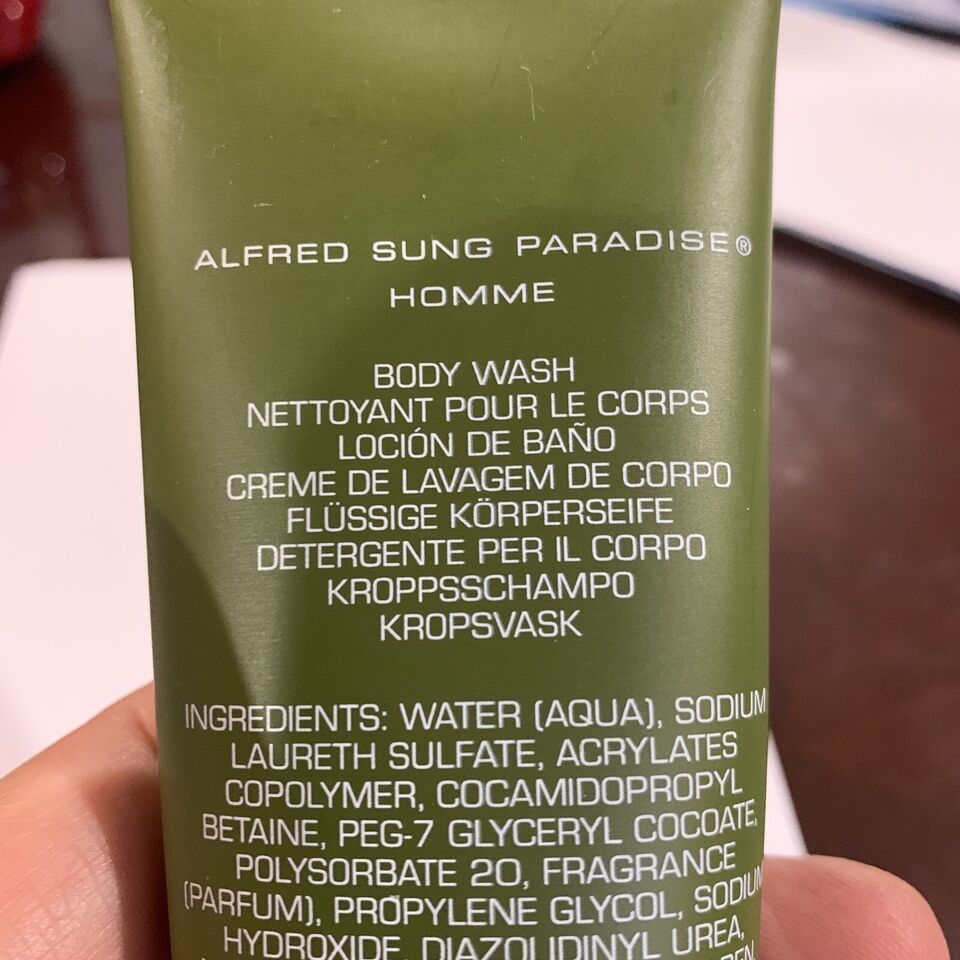 ALFRED SUNG PARADISE®
HOMME
BODY WASH
NETTOYANT POUR LE CORPS
LOCIÓN DE BAÑO
CREME DE LAVAGEM DE CORPO
FLÜSSIGE KÖRPERSEIFE
DETERGENTE PER IL CORPO
KROPPSSCHAMPO
KROPSVASK
INGREDIENTS: WATER (AQUA), SODIUM
LAURETH SULFATE, ACRYLATES
COPOLYMER, COCAMIDOPROPYL
BETAINE, PEG-7 GLYCERYL COCOATE,
POLYSORBATE 20, FRAGRANCE
(PARFUM), PROPYLENE GLYCOL, SODIUM
HYDROXIDE, DIAZOLIDINYL UREA,